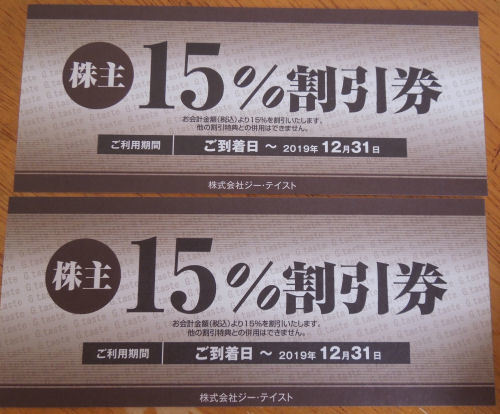 株主 15%割引券
お会計金額(税込)より15%を割引いたします。
他の割引特典との併用はできません。
ご利用期間 ご到着日 〜 2019年 12月31日
株式会社ジー・テイスト
株主 15%割引券
お会計金額(税込)より15%を割引いたします。
他の割引特典との併用はできません。
ご利用期間 ご到着日 〜 2019年 12月31日
株式会社ジー・テイスト